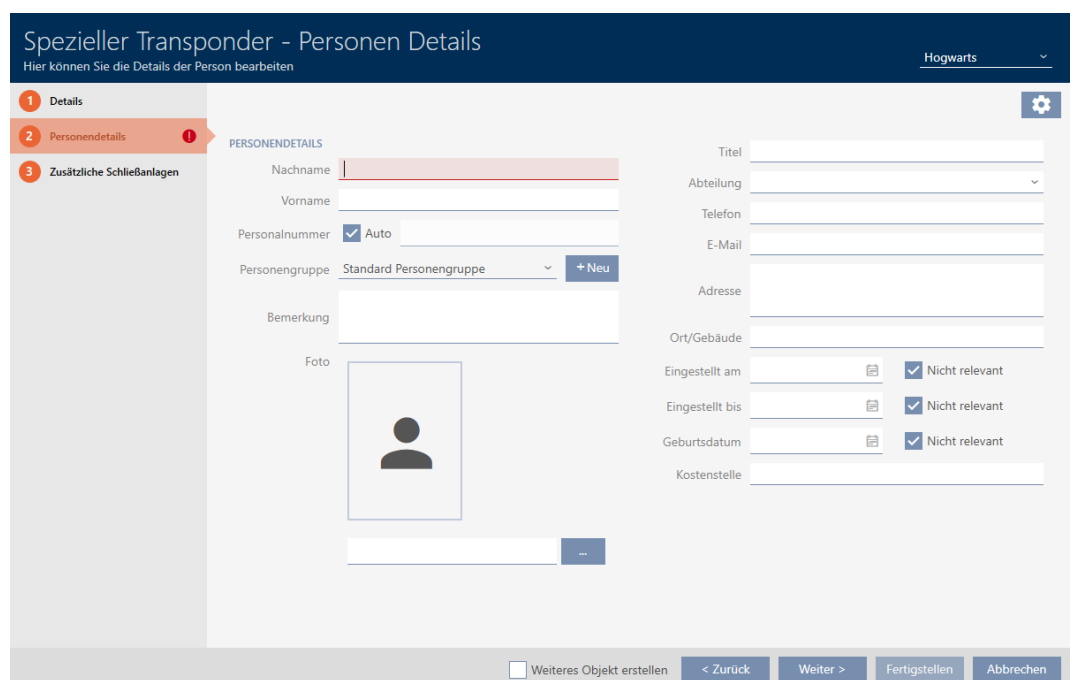 Spezieller Transponder - Personen Details
Hier können Sie die Details der Person bearbeiten
Hogwarts
1 Details
2 Personendetails !
3 Zusätzliche Schließanlagen
PERSONENDETAILS
Nachname
Vorname
Personalnummer Auto
Personengruppe Standard Personengruppe + Neu
Bemerkung
Foto
...
Titel
Abteilung
Telefon
E-Mail
Adresse
Ort/Gebäude
Eingestellt am Nicht relevant
Eingestellt bis Nicht relevant
Geburtsdatum Nicht relevant
Kostenstelle
Weiteres Objekt erstellen < Zurück Weiter > Fertigstellen Abbrechen